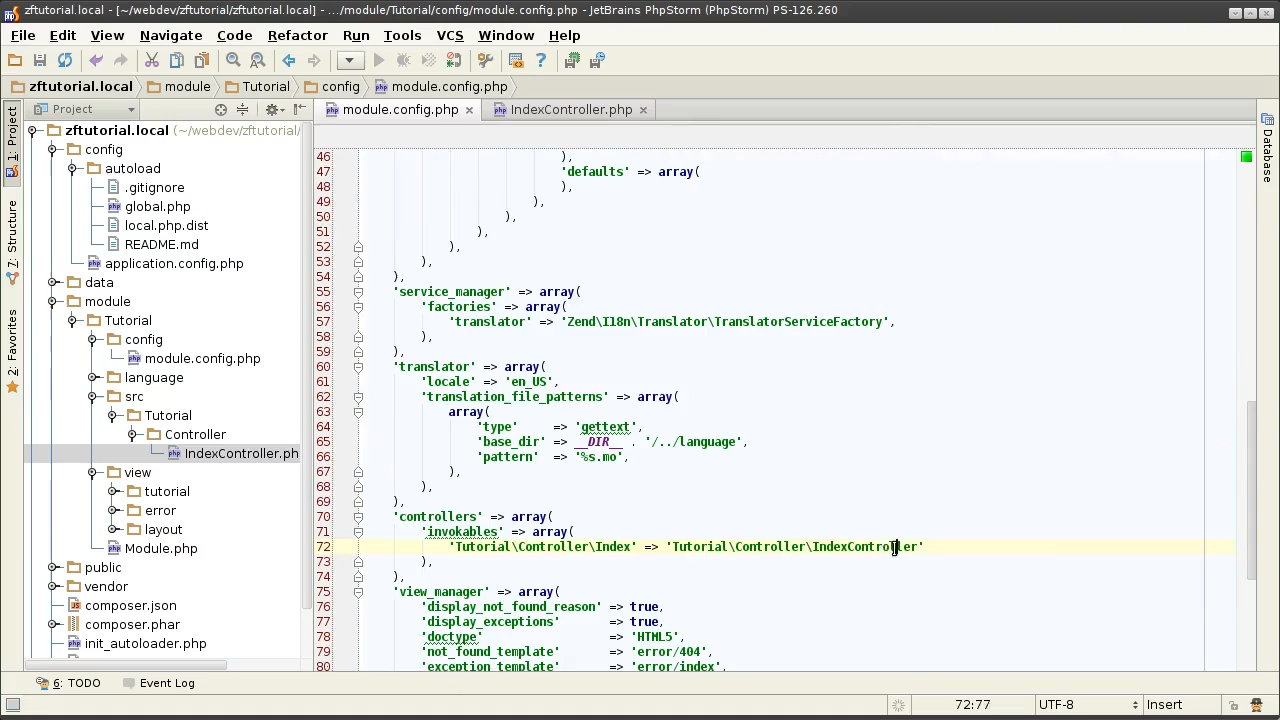 zftutorial.local - [~/webdev/zftutorial/zftutorial.local] - .../module/Tutorial/config/module.config.php - JetBrains PhpStorm (PhpStorm) PS-126.260
File Edit View Navigate Code Refactor Run Tools VCS Window Help
zftutorial.local module Tutorial config module.config.php
Project
module.config.php
IndexController.php
1: Project
7: Structure
2: Favorites
Database
zftutorial.local (~/webdev/zftutorial/
config
autoload
.gitignore
global.php
local.php.dist
README.md
application.config.php
data
module
Tutorial
config
module.config.php
language
src
Tutorial
Controller
IndexController.ph
view
tutorial
error
layout
Module.php
public
vendor
composer.json
composer.phar
init_autoloader.php
46 ),
47 'defaults' => array(
48 ),
49 ),
50 ),
51 ),
52 ),
53 ),
54 ),
55 'service_manager' => array(
56 'factories' => array(
57 'translator' => 'Zend\I18n\Translator\TranslatorServiceFactory',
58 ),
59 ),
60 'translator' => array(
61 'locale' => 'en_US',
62 'translation_file_patterns' => array(
63 array(
64 'type' => 'gettext',
65 'base_dir' => __DIR__ . '/../language',
66 'pattern' => '%s.mo',
67 ),
68 ),
69 ),
70 'controllers' => array(
71 'invokables' => array(
72 'Tutorial\Controller\Index' => 'Tutorial\Controller\IndexController'
73 ),
74 ),
75 'view_manager' => array(
76 'display_not_found_reason' => true,
77 'display_exceptions' => true,
78 'doctype' => 'HTML5',
79 'not_found_template' => 'error/404',
80 'exception_template' => 'error/index',
6: TODO
Event Log
72:77
UTF-8
Insert